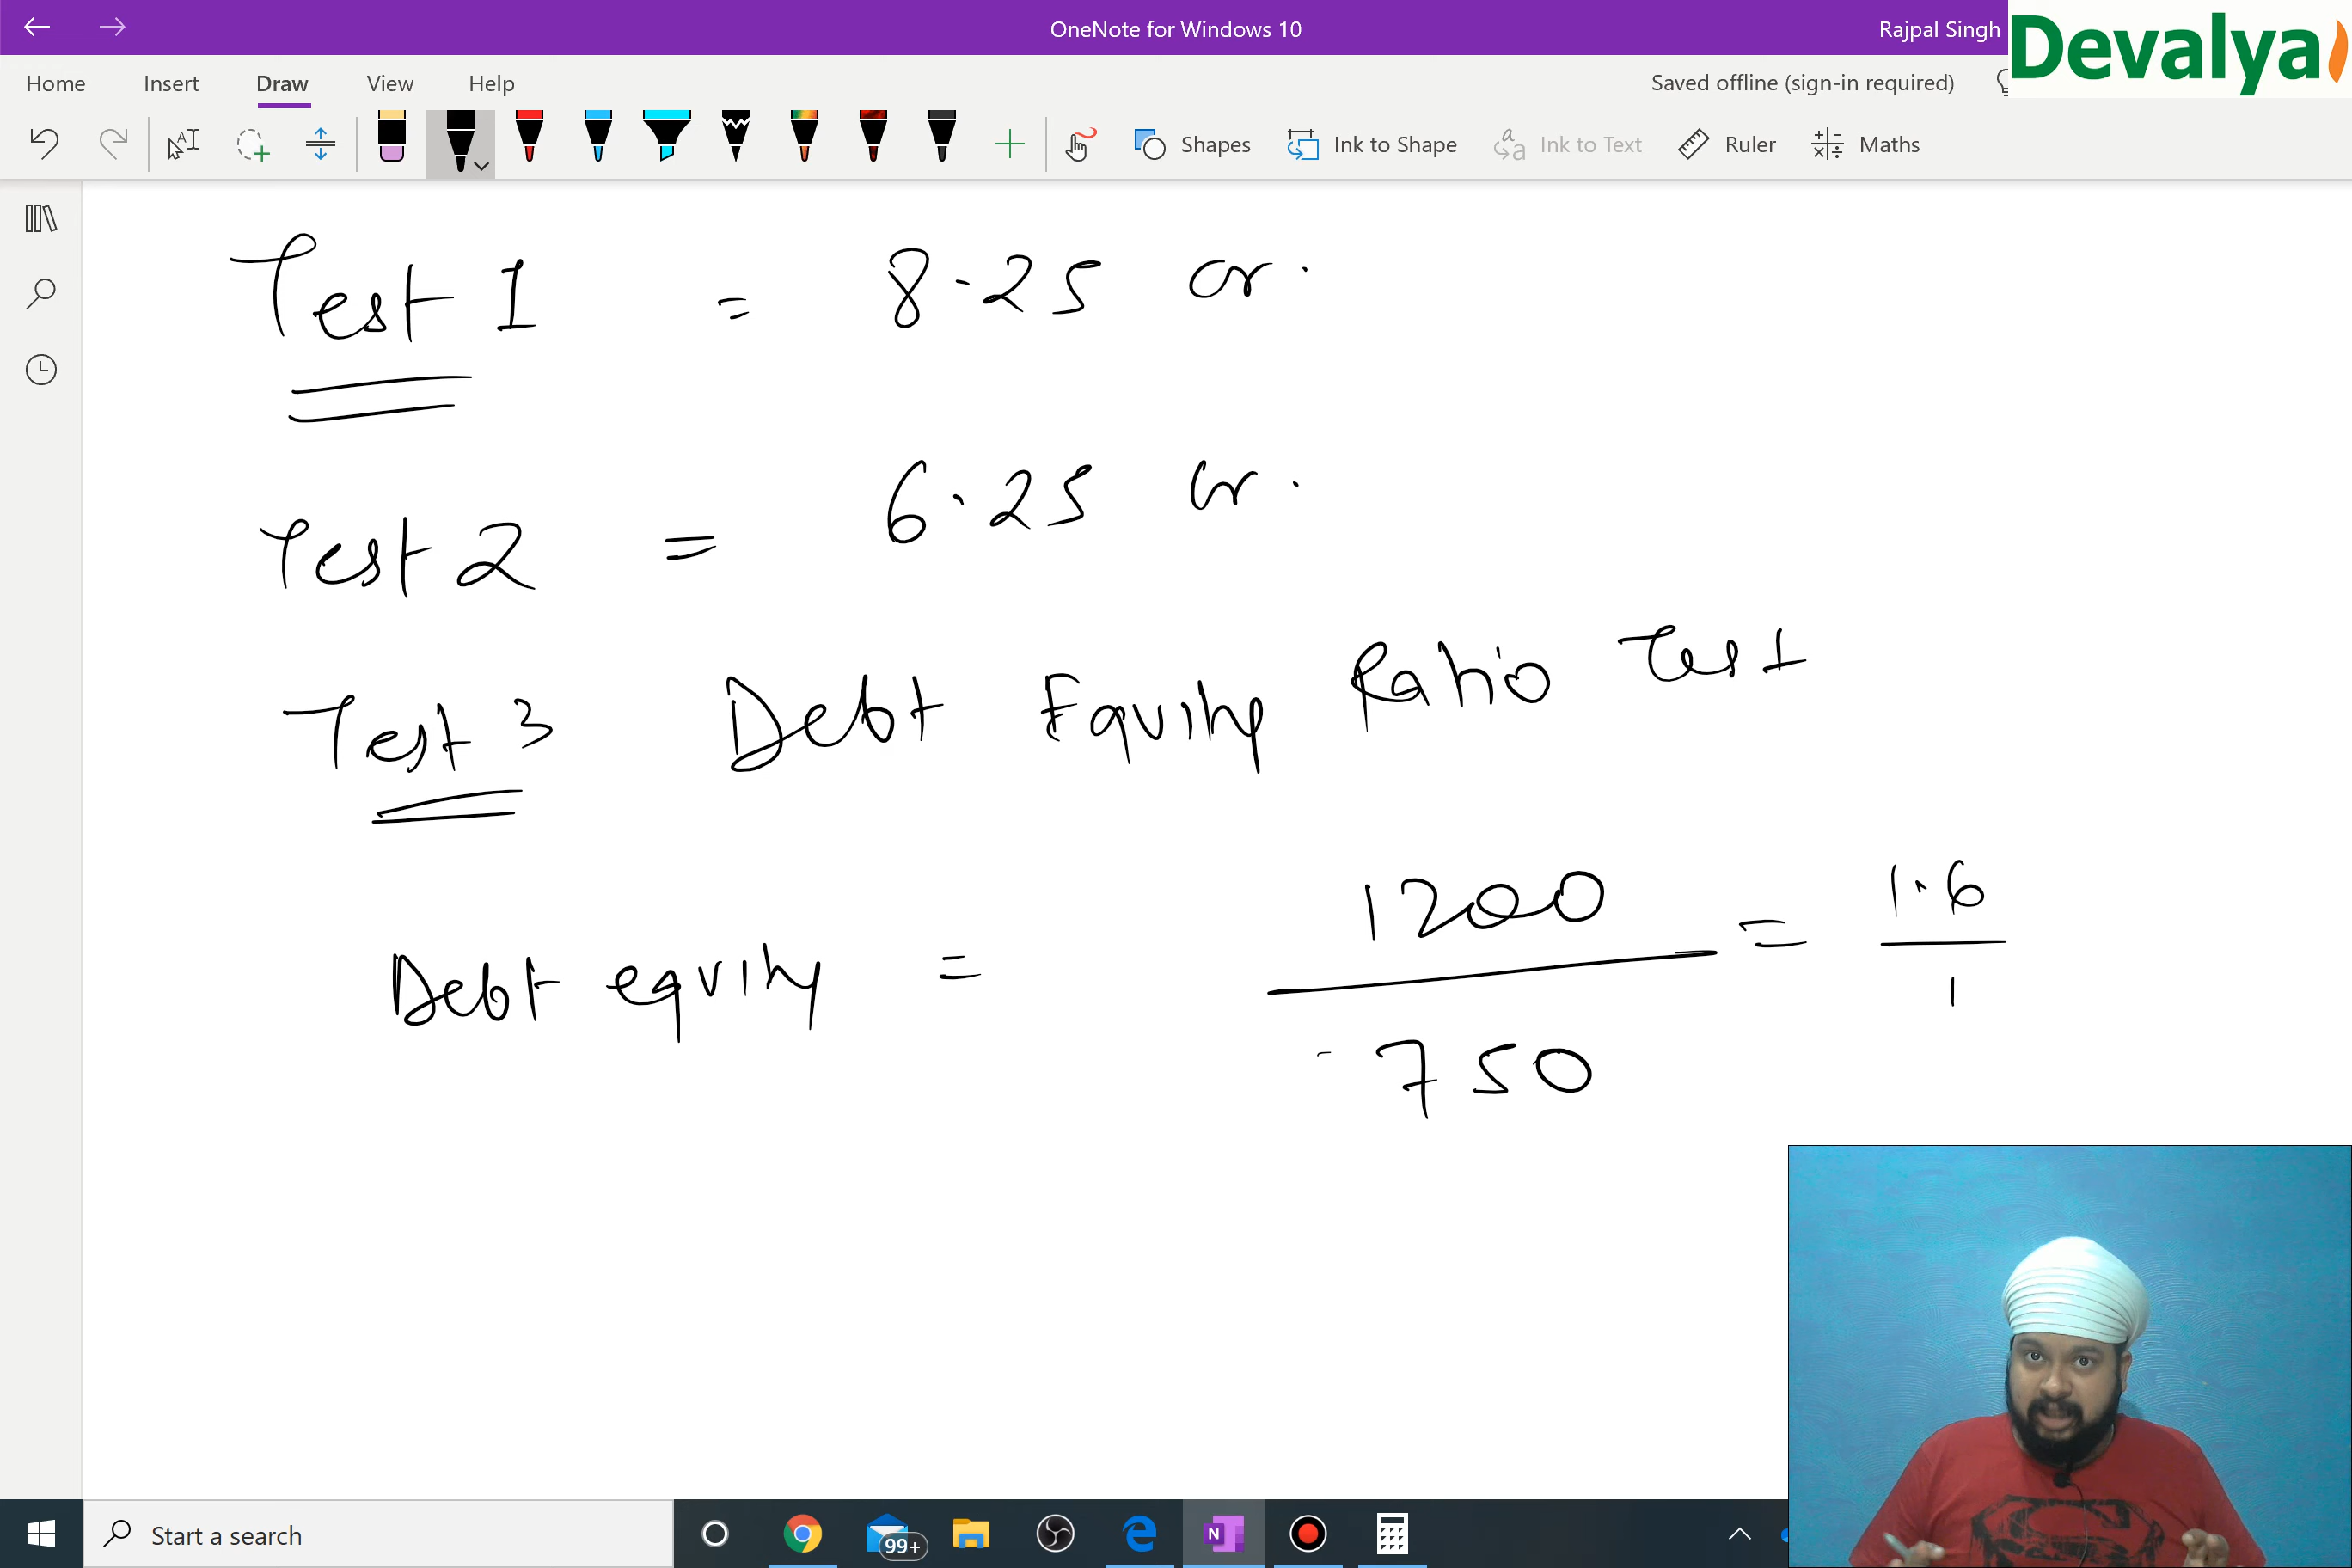 OneNote for Windows 10
Rajpal Singh
Devalya
Home Insert Draw View Help
Saved offline (sign-in required)
Shapes Ink to Shape Ink to Text Ruler Maths
Test 1 = 8.25 cr.
Test 2 = 6.25 cr.
Test 3 Debt Equity Ratio Test
Debt equity = 1200 / 750 = 1.6 / 1
Start a search
99+